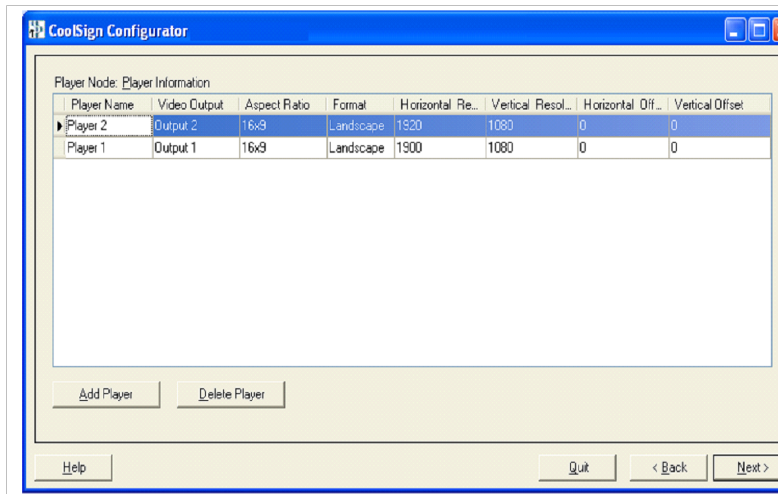 CoolSign Configurator
Player Node: Player Information
Player Name Video Output Aspect Ratio Format Horizontal Re... Vertical Resol... Horizontal Off... Vertical Offset
Player 2 Output 2 16x9 Landscape 1920 1080 0 0
Player 1 Output 1 16x9 Landscape 1900 1080 0 0
Add Player Delete Player
Help Quit < Back Next >